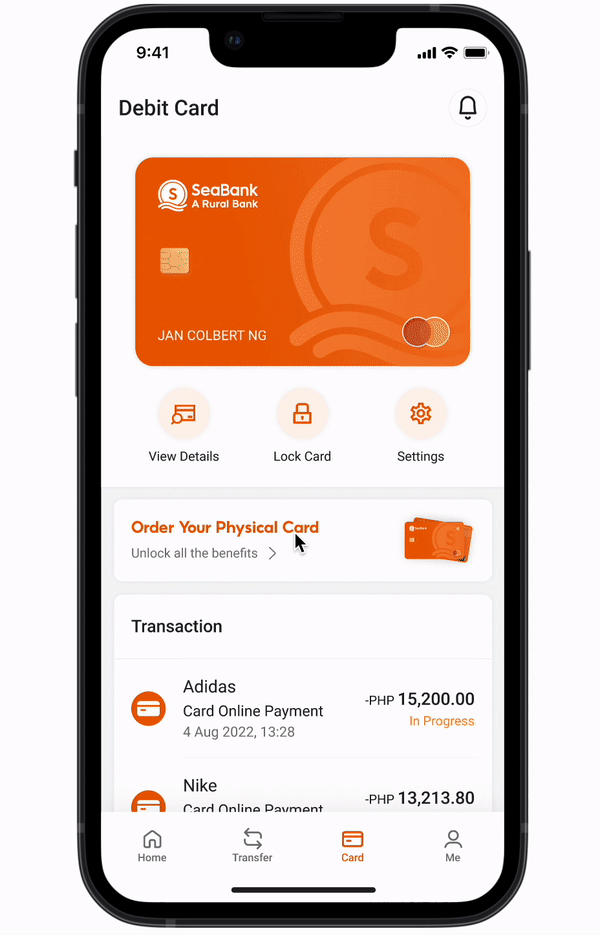 9:41
Debit Card
S
SeaBank
A Rural Bank
S
JAN COLBERT NG
View Details
Lock Card
Settings
Order Your Physical Card
Unlock all the benefits
S
Transaction
Adidas
Card Online Payment
4 Aug 2022, 13:28
-PHP 15,200.00
In Progress
Nike
Card Online Payment
-PHP 13,213.80
Home
Transfer
Card
Me